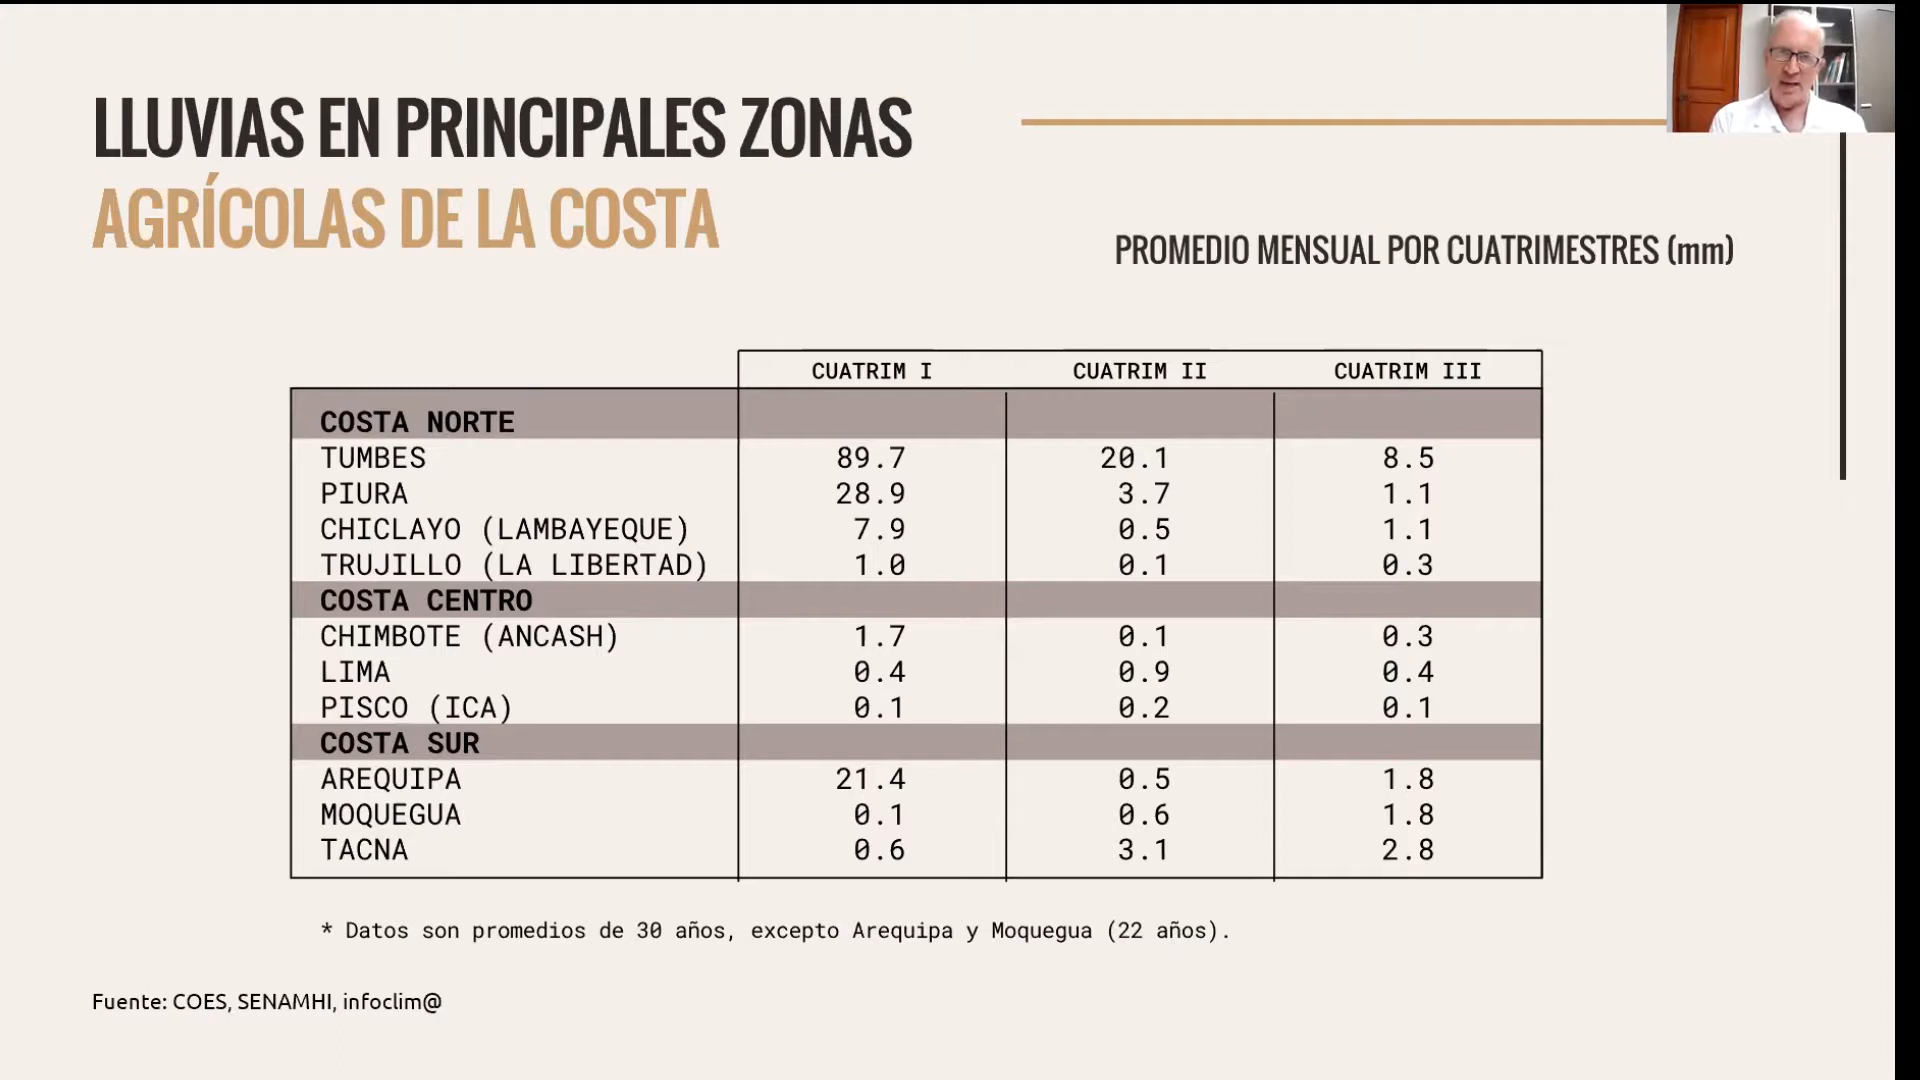 LLUVIAS EN PRINCIPALES ZONAS
AGRÍCOLAS DE LA COSTA
PROMEDIO MENSUAL POR CUATRIMESTRES (mm)
CUATRIM I CUATRIM II CUATRIM III
COSTA NORTE
TUMBES 89.7 20.1 8.5
PIURA 28.9 3.7 1.1
CHICLAYO (LAMBAYEQUE) 7.9 0.5 1.1
TRUJILLO (LA LIBERTAD) 1.0 0.1 0.3
COSTA CENTRO
CHIMBOTE (ANCASH) 1.7 0.1 0.3
LIMA 0.4 0.9 0.4
PISCO (ICA) 0.1 0.2 0.1
COSTA SUR
AREQUIPA 21.4 0.5 1.8
MOQUEGUA 0.1 0.6 1.8
TACNA 0.6 3.1 2.8
* Datos son promedios de 30 años, excepto Arequipa y Moquegua (22 años).
Fuente: COES, SENAMHI, infoclim@